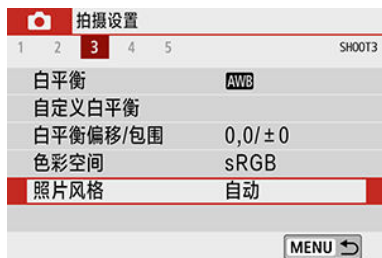 拍摄设置
1 2 3 4 5 SHOOT3
白平衡 AWB
自定义白平衡
白平衡偏移/包围 0,0/±0
色彩空间 sRGB
照片风格 自动
MENU